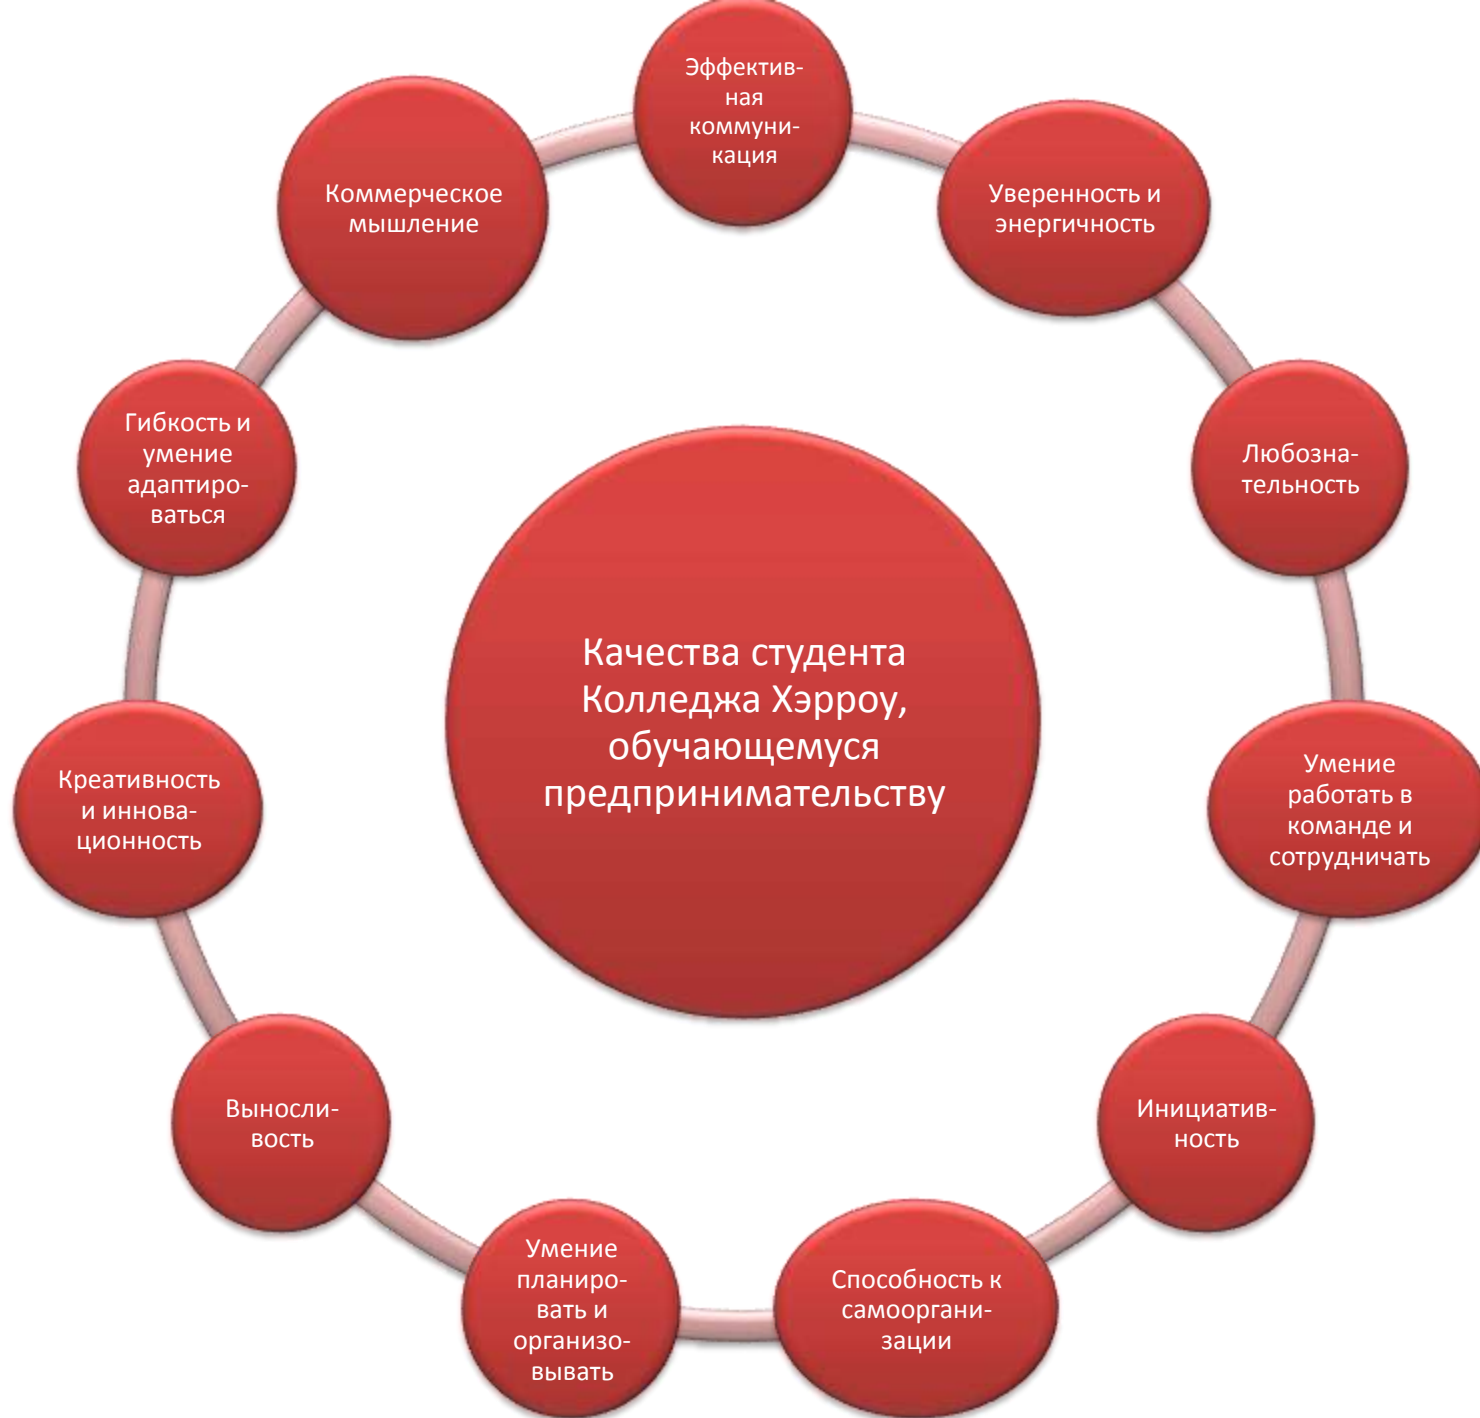 Эффектив-
ная
коммуни-
кация
Уверенность и
энергичность
Любозна-
тельность
Умение
работать в
команде и
сотрудничать
Инициатив-
ность
Способность к
самооргани-
зации
Умение
планиро-
вать и
организо-
вывать
Выносли-
вость
Креативность
и иннова-
ционность
Гибкость и
умение
адаптиро-
ваться
Коммерческое
мышление
Качества студента
Колледжа Хэрроу,
обучающемуся
предпринимательству